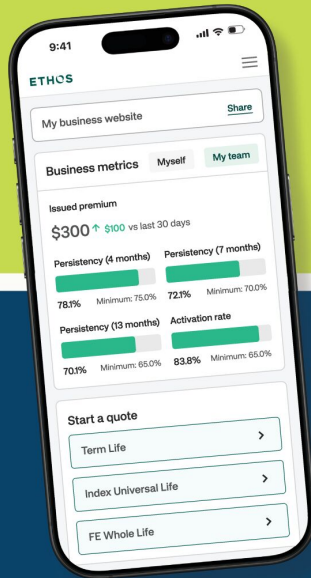 9:41
ETHOS
My business website Share
Business metrics Myself My team
Issued premium
$300 ↑ $100 vs last 30 days
Persistency (4 months) Persistency (7 months)
78.1% Minimum: 75.0% 72.1% Minimum: 70.0%
Persistency (13 months) Activation rate
70.1% Minimum: 65.0% 83.8% Minimum: 65.0%
Start a quote
Term Life
Index Universal Life
FE Whole Life